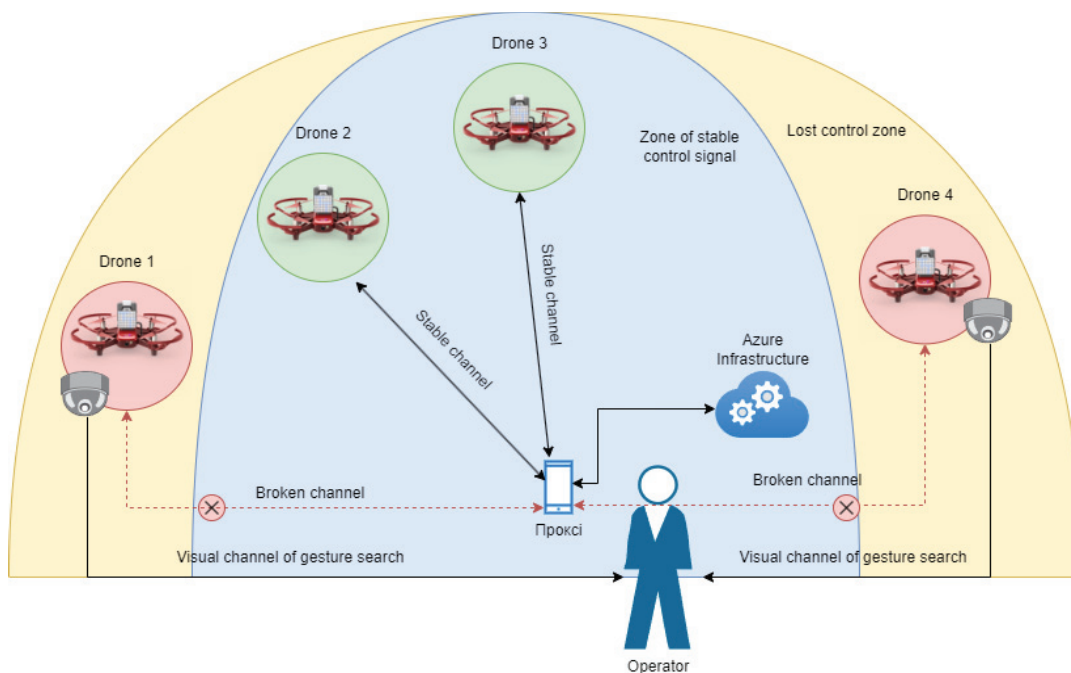 Drone 3
Drone 2
Zone of stable
control signal
Lost control zone
Drone 4
Drone 1
Stable channel
Stable channel
Azure
Infrastructure
Broken channel
Broken channel
Проксі
Visual channel of gesture search
Visual channel of gesture search
Operator